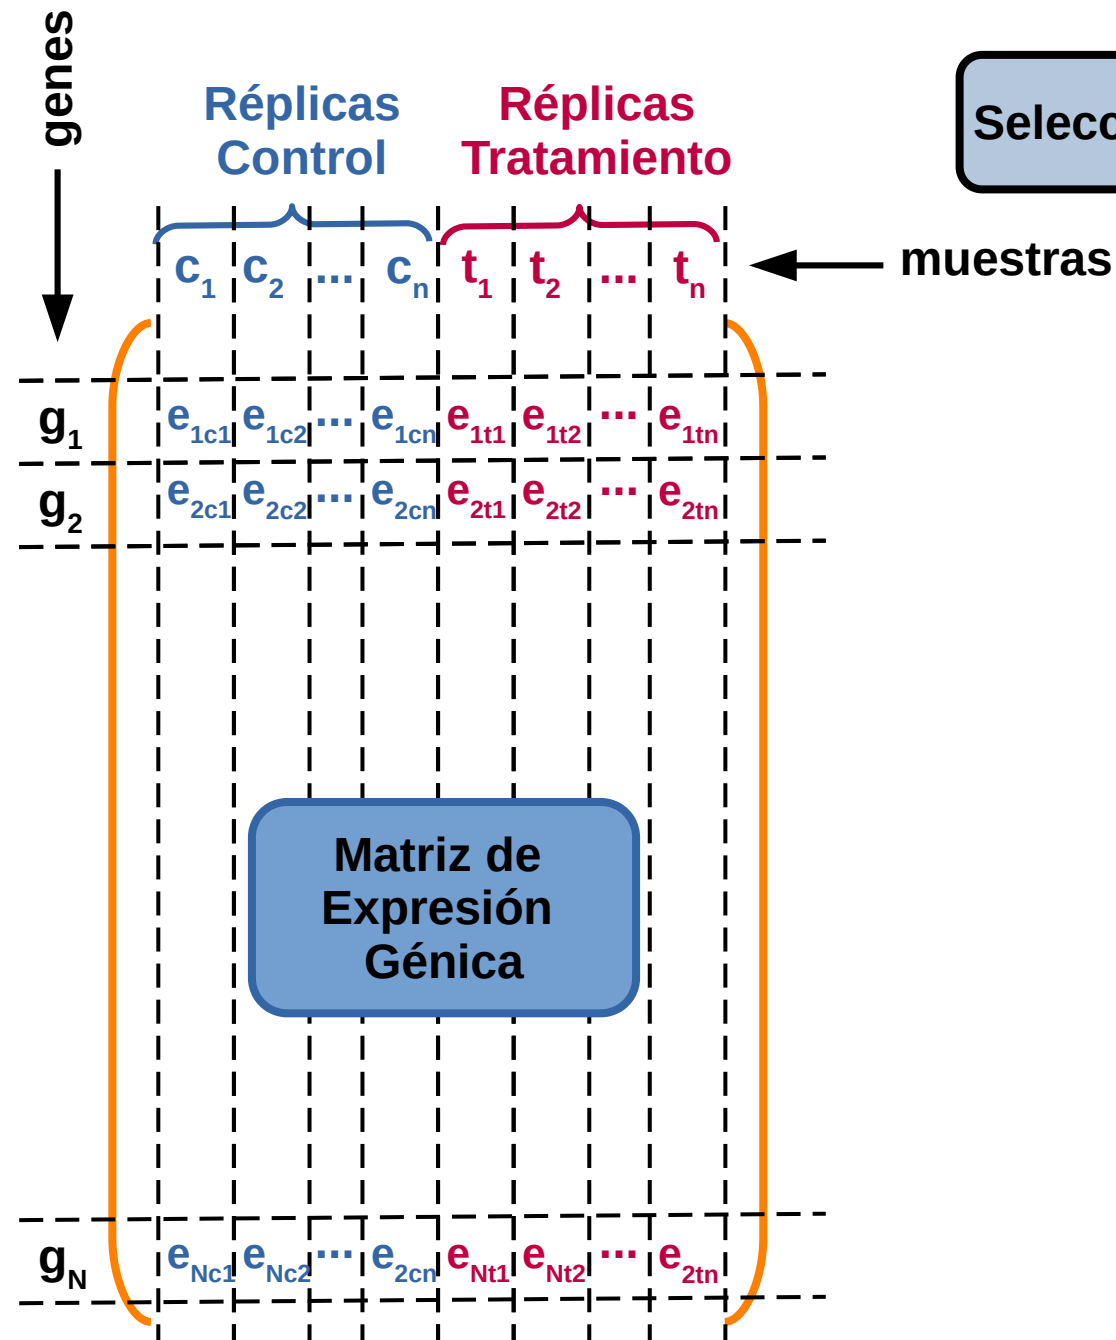 genes
Réplicas Control
Réplicas Tratamiento
Selecc
muestras
c1 c2 ... cn t1 t2 ... tn
g1 e1c1 e1c2 ... e1cn e1t1 e1t2 ... e1tn
g2 e2c1 e2c2 ... e2cn e2t1 e2t2 ... e2tn
Matriz de
Expresión
Génica
gN eNc1 eNc2 ... e2cn eNt1 eNt2 ... e2tn